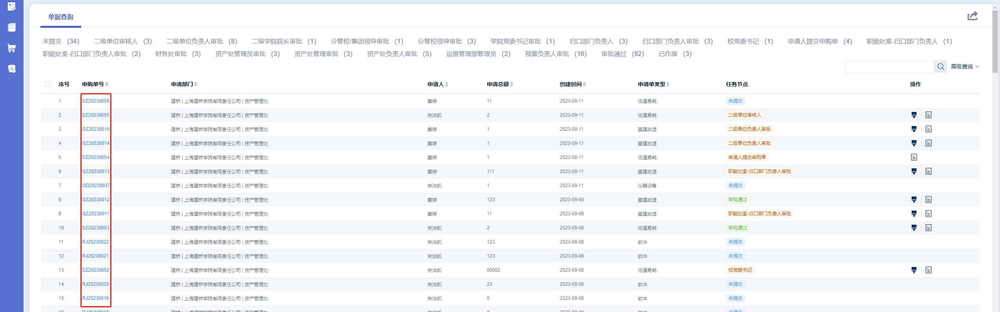 单据查询
未提交 (34) 二级单位审核人 (3) 二级单位负责人审批 (8) 二级学院院长审批 (1) 分管校/集团领导审批 (1) 分管校领导审批 (3) 学院党委书记审批 (1) 归口部门负责人 (3) 归口部门负责人审批 (3) 校党委书记 (1) 申请人提交申购单 (4) 职能处室-归口部门负责人 (1)
职能处室-归口部门负责人审批 (2) 财务处审批 (3) 资产处管理员审批 (3) 资产处管理审批 (3) 资产处负责人审批 (5) 运维管理部管理员 (2) 预算负责人审批 (16) 审批通过 (82) 已作废 (3)
高级查询
序号 申购单号 申请部门 申请人 申请总额 创建时间 申请单类型 任务节点 操作
1 DZ20230056 建桥 | 上海建桥学院有限责任公司 | 资产管理处 黄婷 11 2023-09-11 低值易耗 未提交
2 DZ20230055 建桥 | 上海建桥学院有限责任公司 | 资产管理处 宋洪凯 2 2023-09-11 低值易耗 二级单位审核人
3 GZ20230015 建桥 | 上海建桥学院有限责任公司 | 资产管理处 黄婷 1 2023-09-11 基建改造 二级单位负责人审批
4 GZ20230014 建桥 | 上海建桥学院有限责任公司 | 资产管理处 黄婷 1 2023-09-11 基建改造 二级单位负责人审批
5 DZ20230054 建桥 | 上海建桥学院有限责任公司 | 资产管理处 黄婷 1 2023-09-11 低值易耗 申请人提交申购单
6 GZ20230013 建桥 | 上海建桥学院有限责任公司 | 资产管理处 黄婷 111 2023-09-11 基建改造 职能处室-归口部门负责人审批
7 GD20230037 建桥 | 上海建桥学院有限责任公司 | 资产管理处 宋洪凯 1 2023-09-11 仪器设备 未提交
8 GZ20230012 建桥 | 上海建桥学院有限责任公司 | 资产管理处 黄婷 123 2023-09-09 基建改造 审批通过
9 GZ20230011 建桥 | 上海建桥学院有限责任公司 | 资产管理处 黄婷 11 2023-09-09 基建改造 职能处室-归口部门负责人审批
10 DZ20230053 建桥 | 上海建桥学院有限责任公司 | 资产管理处 宋洪凯 2 2023-09-08 低值易耗 审批通过
11 RJ20230022 建桥 | 上海建桥学院有限责任公司 | 资产管理处 宋洪凯 123 2023-09-08 软件 未提交
12 RJ20230021 建桥 | 上海建桥学院有限责任公司 | 资产管理处 宋洪凯 123 2023-09-08 软件 未提交
13 DZ20230052 建桥 | 上海建桥学院有限责任公司 | 资产管理处 宋洪凯 60002 2023-09-08 低值易耗 校党委书记
14 RJ20230020 建桥 | 上海建桥学院有限责任公司 | 资产管理处 宋洪凯 23 2023-09-08 软件 未提交
15 RJ20230019 建桥 | 上海建桥学院有限责任公司 | 资产管理处 宋洪凯 0 2023-09-08 软件 未提交